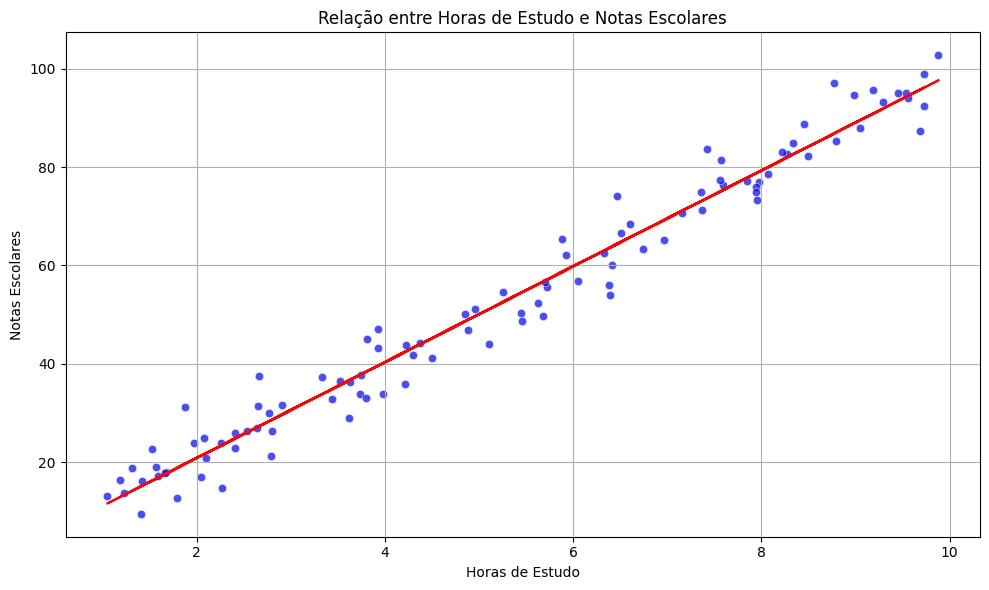 Relação entre Horas de Estudo e Notas Escolares
Notas Escolares
100
80
60
40
20
2 4 6 8 10
Horas de Estudo